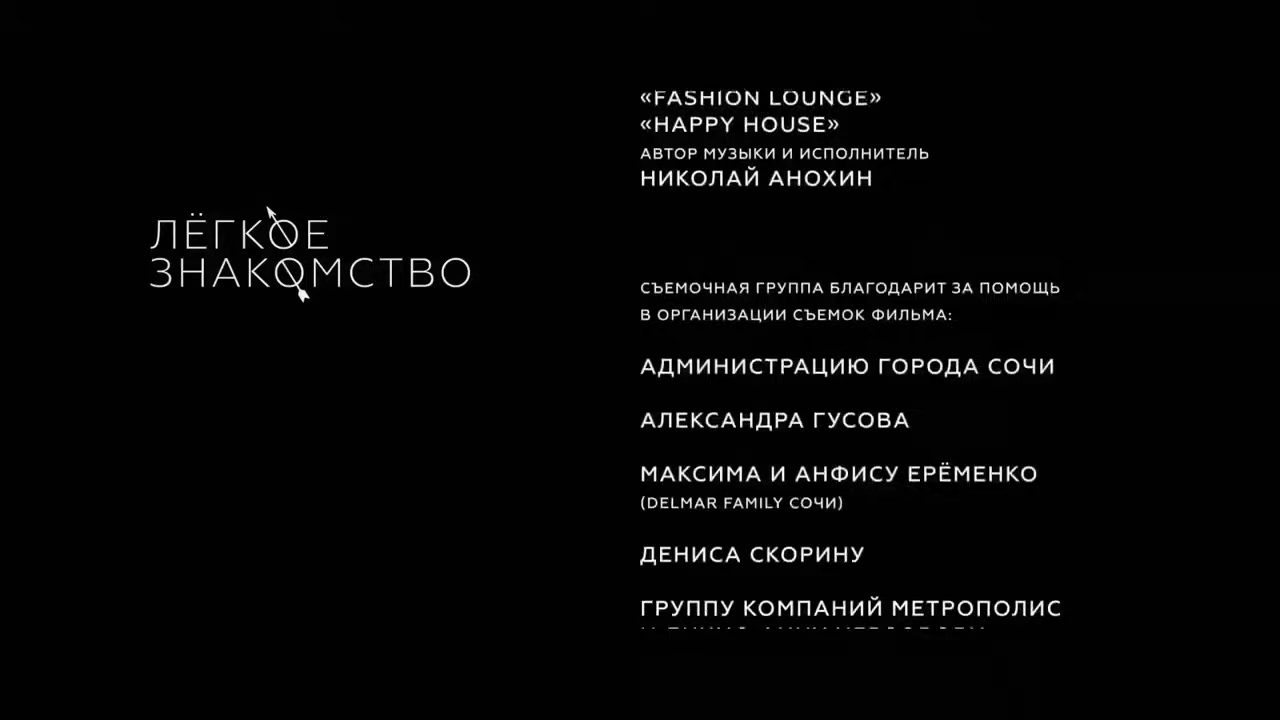 ЛЁГКОЕ
ЗНАКОМСТВО
«FASHION LOUNGE»
«HAPPY HOUSE»
АВТОР МУЗЫКИ И ИСПОЛНИТЕЛЬ
НИКОЛАЙ АНОХИН
СЪЕМОЧНАЯ ГРУППА БЛАГОДАРИТ ЗА ПОМОЩЬ
В ОРГАНИЗАЦИИ СЪЕМОК ФИЛЬМА:
АДМИНИСТРАЦИЮ ГОРОДА СОЧИ
АЛЕКСАНДРА ГУСОВА
МАКСИМА И АНФИСУ ЕРЁМЕНКО
(DELMAR FAMILY СОЧИ)
ДЕНИСА СКОРИНУ
ГРУППУ КОМПАНИЙ МЕТРОПОЛИС